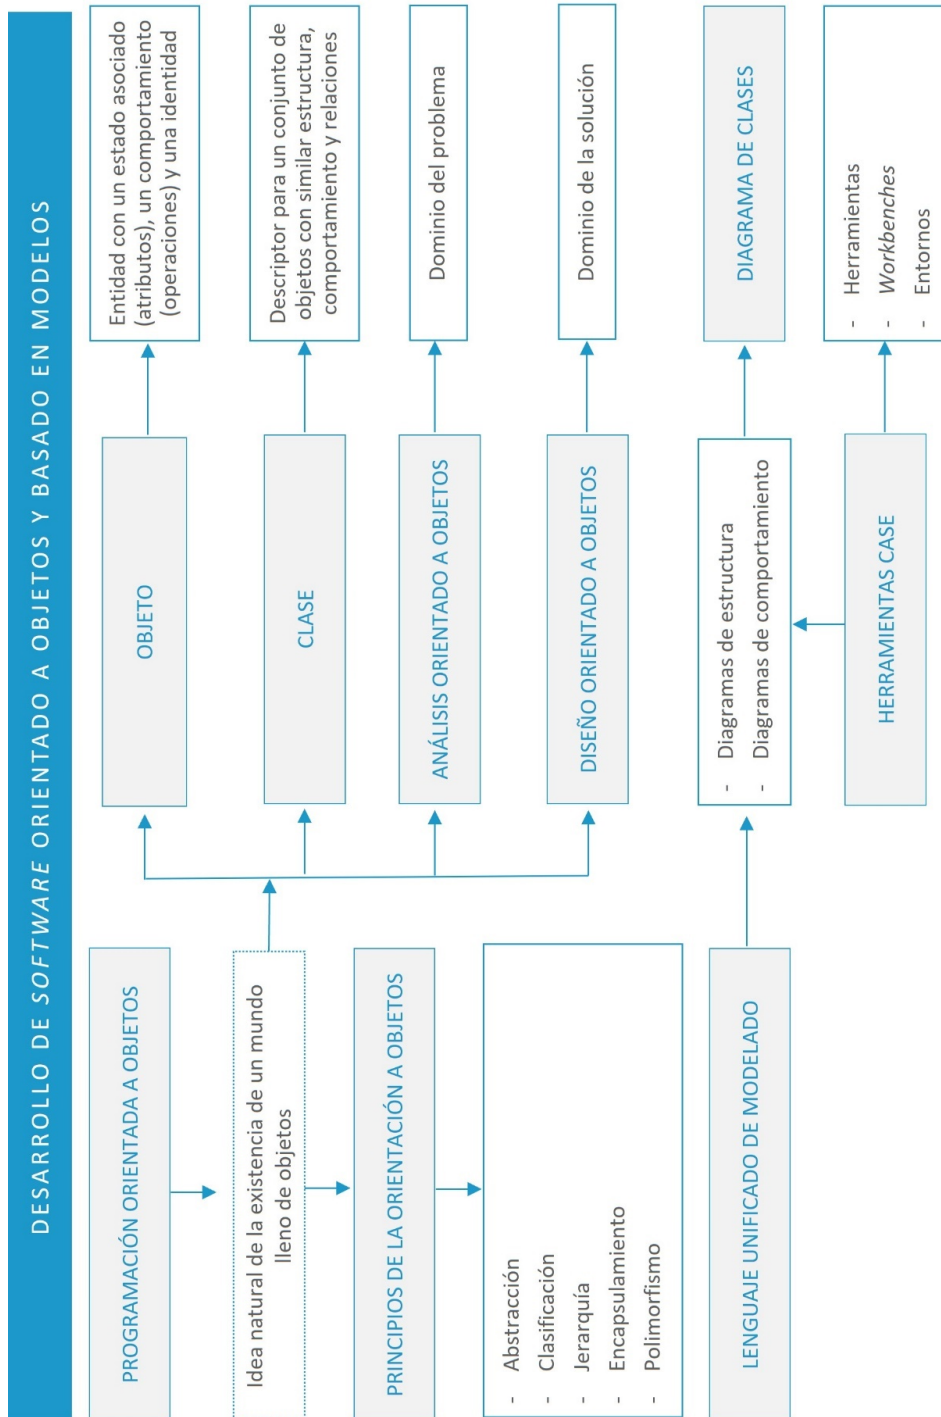 DESARROLLO DE SOFTWARE ORIENTADO A OBJETOS Y BASADO EN MODELOS
PROGRAMACIÓN ORIENTADA A OBJETOS
Idea natural de la existencia de un mundo
lleno de objetos
PRINCIPIOS DE LA ORIENTACIÓN A OBJETOS
- Abstracción
- Clasificación
- Jerarquía
- Encapsulamiento
- Polimorfismo
LENGUAJE UNIFICADO DE MODELADO
OBJETO
CLASE
ANÁLISIS ORIENTADO A OBJETOS
DISEÑO ORIENTADO A OBJETOS
- Diagramas de estructura
- Diagramas de comportamiento
HERRAMIENTAS CASE
Entidad con un estado asociado
(atributos), un comportamiento
(operaciones) y una identidad
Descriptor para un conjunto de
objetos con similar estructura,
comportamiento y relaciones
Dominio del problema
Dominio de la solución
DIAGRAMA DE CLASES
- Herramientas
- Workbenches
- Entornos